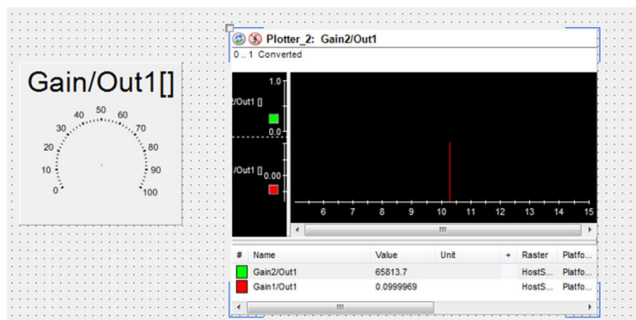 Gain/Out1[]
40 50 60
30 70
20 80
10 90
0 100
Plotter_2: Gain2/Out1
0 .. 1 Converted
1.0
/Out1 []
0.0
/Out1 []
0.00
6 7 8 9 10 11 12 13 14 15
# Name Value Unit Raster Platfo...
Gain2/Out1 65813.7 HostS... Platfo...
Gain1/Out1 0.0999969 HostS... Platfo...